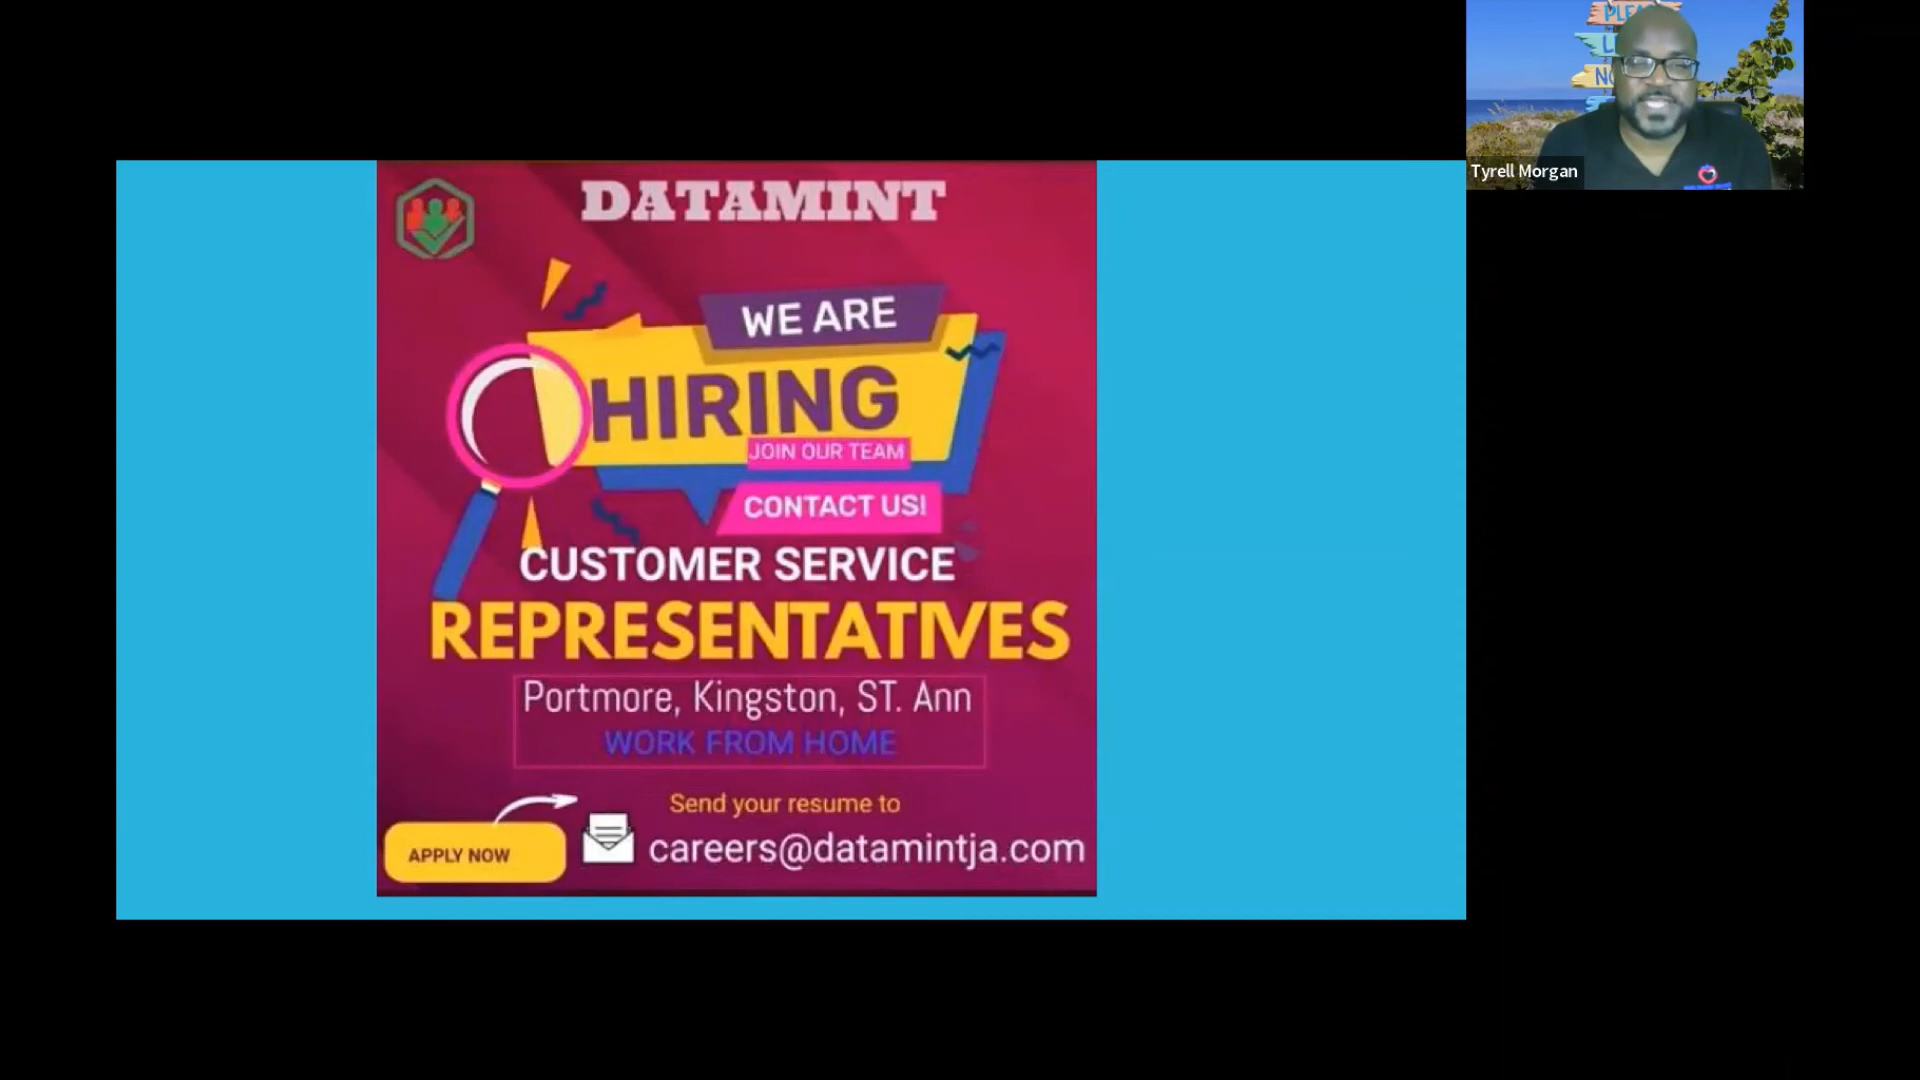 DATAMINT
WE ARE
HIRING
JOIN OUR TEAM
CONTACT US!
CUSTOMER SERVICE
REPRESENTATIVES
Portmore, Kingston, ST. Ann
WORK FROM HOME
Send your resume to
APPLY NOW
careers@datamintja.com
Tyrell Morgan